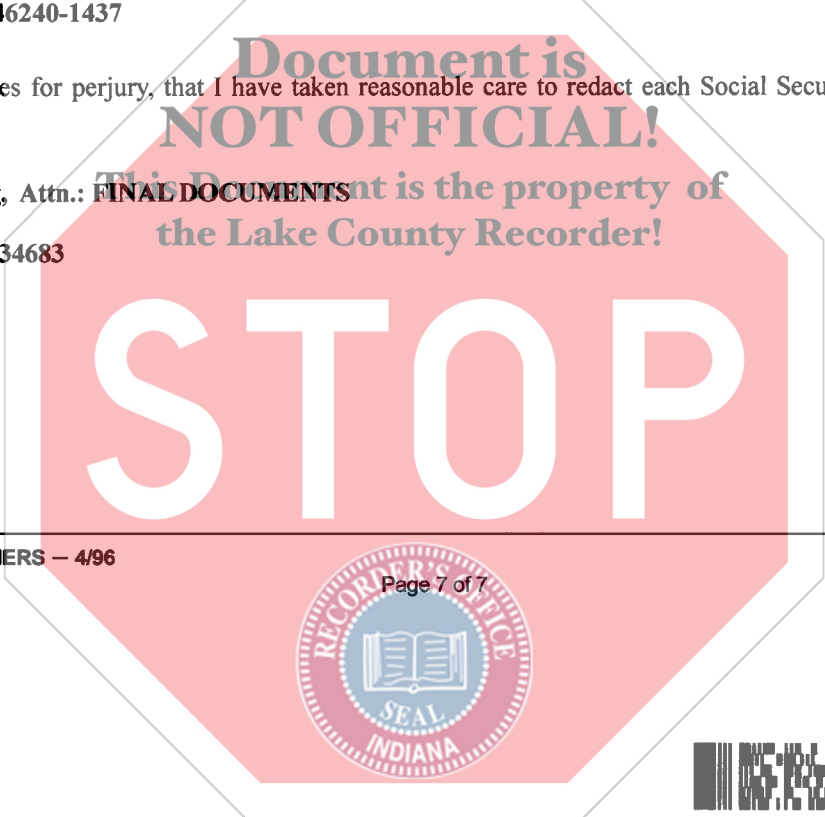 46240-1437
Document is
es for perjury, that I have taken reasonable care to redact each Social Secu
NOT OFFICIAL!
This Document is the property of
, Attn.: FINAL DOCUMENTS
the Lake County Recorder!
34683
STOP
ERS — 4/96
Page 7 of 7
RECORDER'S OFFICE
SEAL
INDIANA